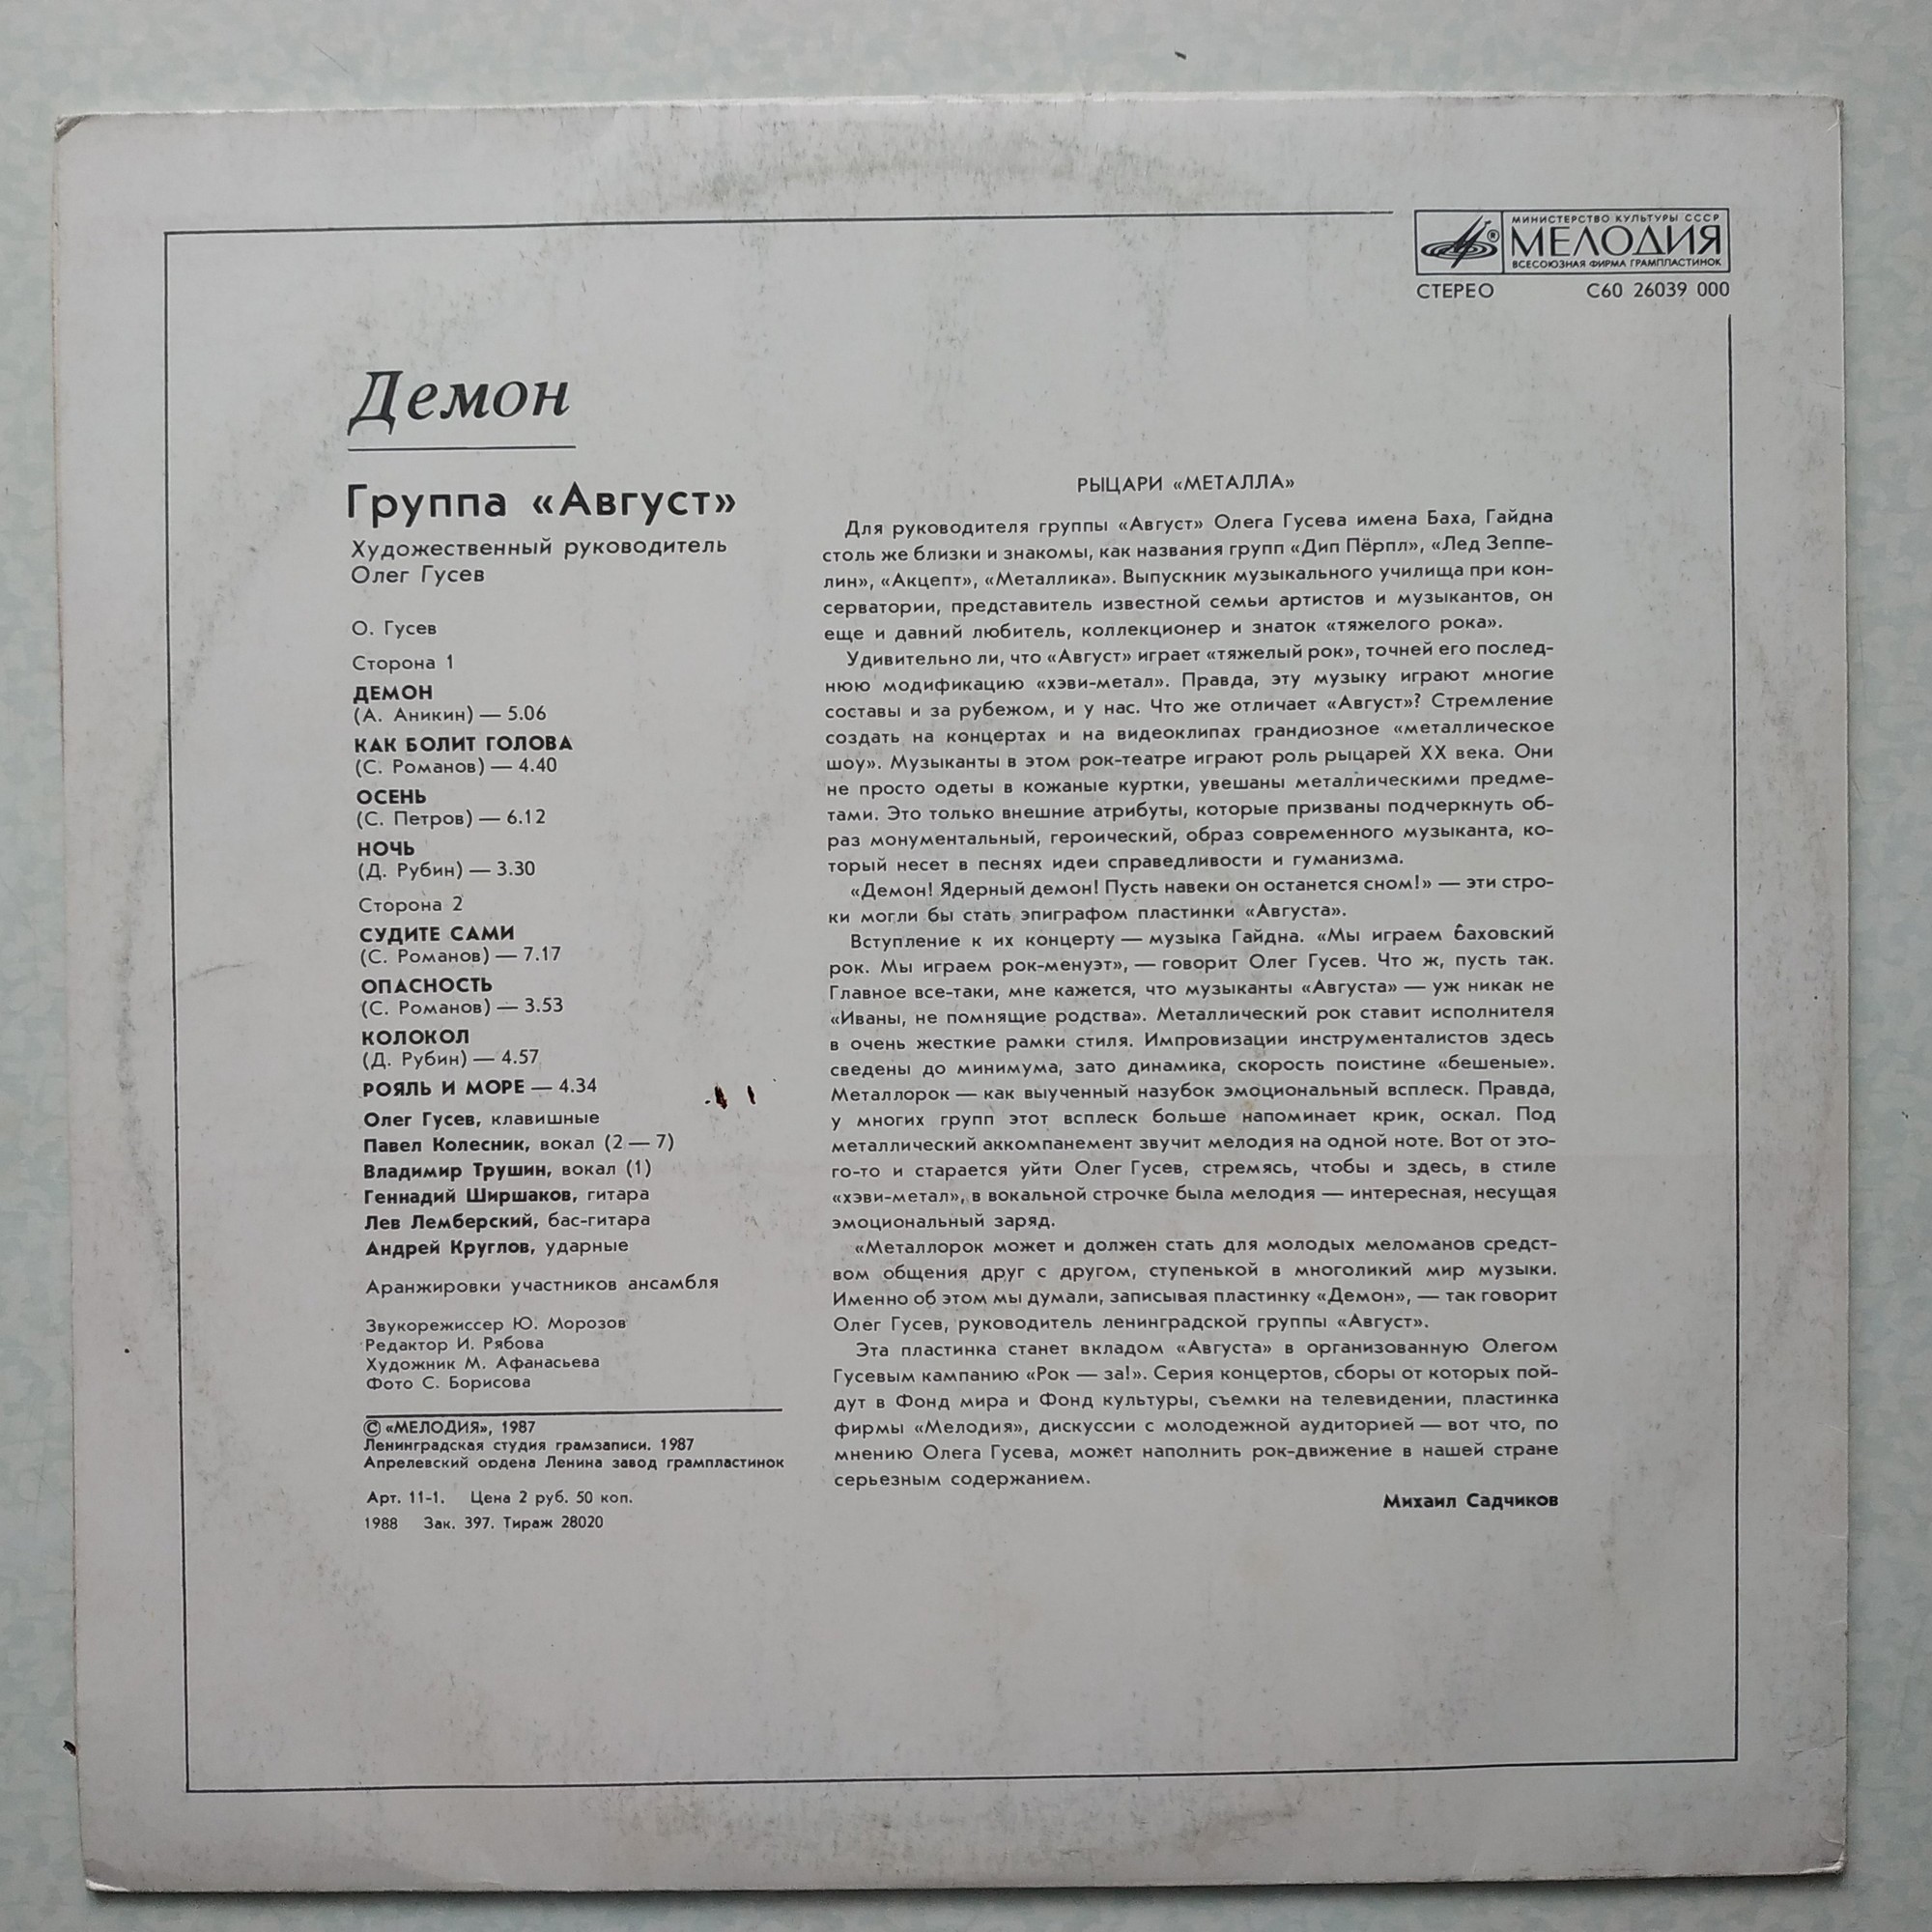 МИНИСТЕРСТВО КУЛЬТУРЫ СССР
МЕЛОДИЯ
ВСЕСОЮЗНАЯ ФИРМА ГРАМПЛАСТИНОК
®
СТЕРЕО С60 26039 000
Демон
Группа «Август»
Художественный руководитель
Олег Гусев
О. Гусев
Сторона 1
ДЕМОН
(А. Аникин) — 5.06
КАК БОЛИТ ГОЛОВА
(С. Романов) — 4.40
ОСЕНЬ
(С. Петров) — 6.12
НОЧЬ
(Д. Рубин) — 3.30
Сторона 2
СУДИТЕ САМИ
(С. Романов) — 7.17
ОПАСНОСТЬ
(С. Романов) — 3.53
КОЛОКОЛ
(Д. Рубин) — 4.57
РОЯЛЬ И МОРЕ — 4.34
Олег Гусев, клавишные
Павел Колесник, вокал (2 — 7)
Владимир Трушин, вокал (1)
Геннадий Ширшаков, гитара
Лев Лемберский, бас-гитара
Андрей Круглов, ударные
Аранжировки участников ансамбля
Звукорежиссер Ю. Морозов
Редактор И. Рябова
Художник М. Афанасьева
Фото С. Борисова
© «МЕЛОДИЯ», 1987
Ленинградская студия грамзаписи. 1987
Апрелевский ордена Ленина завод грампластинок
Арт. 11-1. Цена 2 руб. 50 коп.
1988 Зак. 397. Тираж 28020
РЫЦАРИ «МЕТАЛЛА»
Для руководителя группы «Август» Олега Гусева имена Баха, Гайдна
столь же близки и знакомы, как названия групп «Дип Пёрпл», «Лед Зеппе-
лин», «Акцепт», «Металлика». Выпускник музыкального училища при кон-
серватории, представитель известной семьи артистов и музыкантов, он
еще и давний любитель, коллекционер и знаток «тяжелого рока».
Удивительно ли, что «Август» играет «тяжелый рок», точней его послед-
нюю модификацию «хэви-метал». Правда, эту музыку играют многие
составы и за рубежом, и у нас. Что же отличает «Август»? Стремление
создать на концертах и на видеоклипах грандиозное «металлическое
шоу». Музыканты в этом рок-театре играют роль рыцарей XX века. Они
не просто одеты в кожаные куртки, увешаны металлическими предме-
тами. Это только внешние атрибуты, которые призваны подчеркнуть об-
раз монументальный, героический, образ современного музыканта, ко-
торый несет в песнях идеи справедливости и гуманизма.
«Демон! Ядерный демон! Пусть навеки он останется сном!» — эти стро-
ки могли бы стать эпиграфом пластинки «Августа».
Вступление к их концерту — музыка Гайдна. «Мы играем баховский
рок. Мы играем рок-менуэт», — говорит Олег Гусев. Что ж, пусть так.
Главное все-таки, мне кажется, что музыканты «Августа» — уж никак не
«Иваны, не помнящие родства». Металлический рок ставит исполнителя
в очень жесткие рамки стиля. Импровизации инструменталистов здесь
сведены до минимума, зато динамика, скорость поистине «бешеные».
Металлорок — как выученный назубок эмоциональный всплеск. Правда,
у многих групп этот всплеск больше напоминает крик, оскал. Под
металлический аккомпанемент звучит мелодия на одной ноте. Вот от это-
го-то и старается уйти Олег Гусев, стремясь, чтобы и здесь, в стиле
«хэви-метал», в вокальной строчке была мелодия — интересная, несущая
эмоциональный заряд.
«Металлорок может и должен стать для молодых меломанов средст-
вом общения друг с другом, ступенькой в многоликий мир музыки.
Именно об этом мы думали, записывая пластинку «Демон», — так говорит
Олег Гусев, руководитель ленинградской группы «Август».
Эта пластинка станет вкладом «Августа» в организованную Олегом
Гусевым кампанию «Рок — за!». Серия концертов, сборы от которых пой-
дут в Фонд мира и Фонд культуры, съемки на телевидении, пластинка
фирмы «Мелодия», дискуссии с молодежной аудиторией — вот что, по
мнению Олега Гусева, может наполнить рок-движение в нашей стране
серьезным содержанием.
Михаил Садчиков